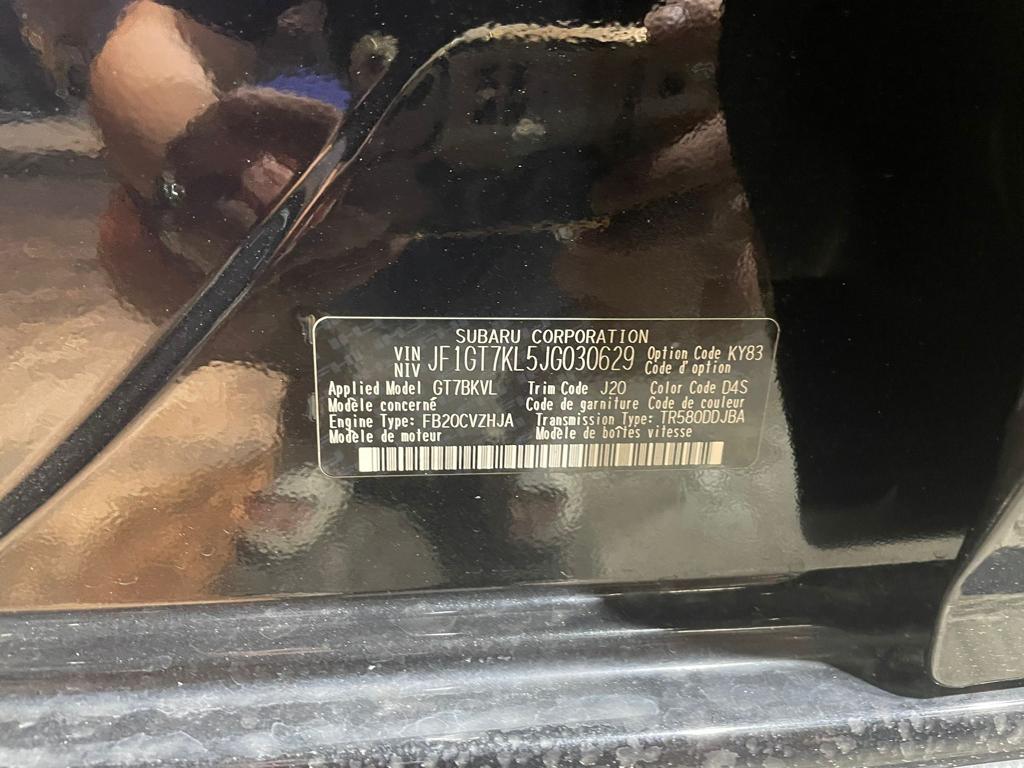 SUBARU CORPORATION
VIN NIV JF1GT7KL5JG030629 Option Code KY83
Code d'option
Applied Model GT7BKVL Trim Code J20 Color Code D4S
Modèle concerné Code de garniture Code de couleur
Engine Type: FB20CVZHJA Transmission Type: TR580DDJBA
Modèle de moteur Modèle de boîtes vitesse